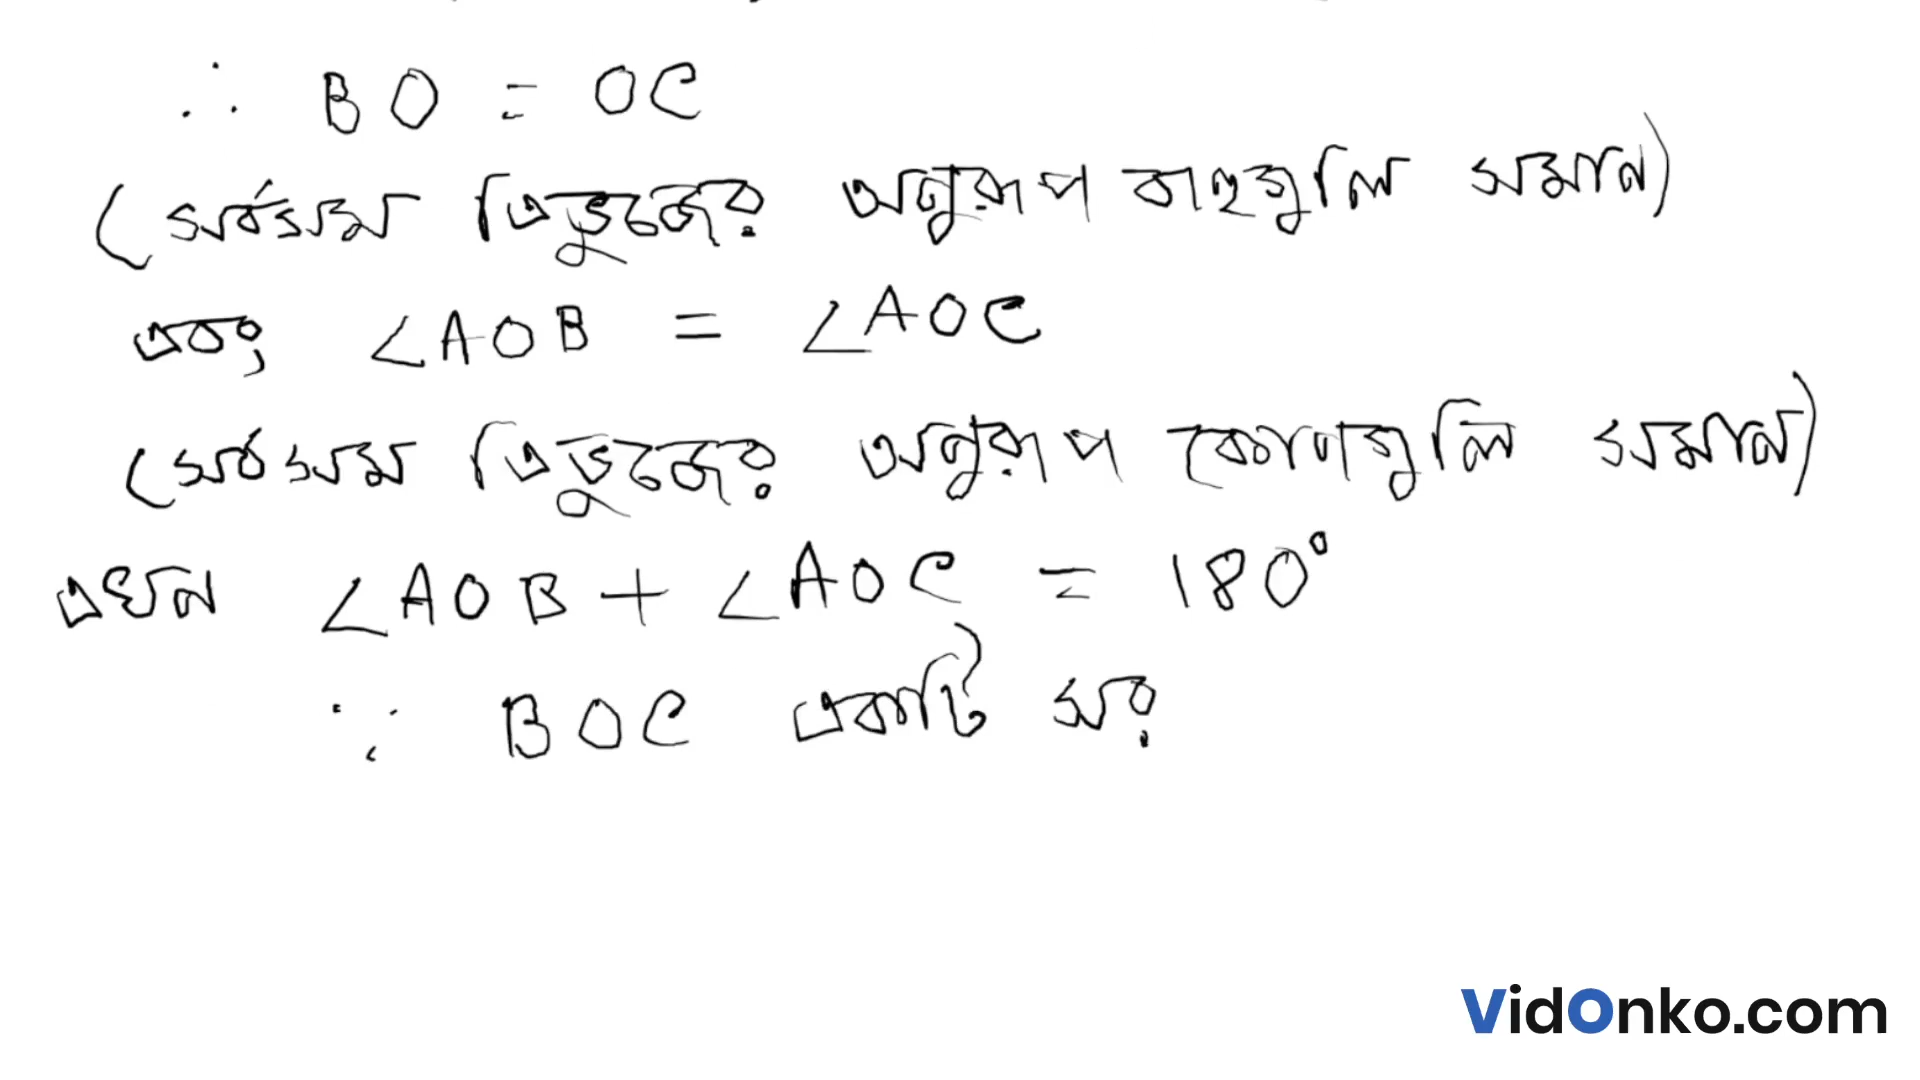 ∴ BO = OC
(সর্বসম ত্রিভুজের অনুরূপ বাহুগুলি সমান)
এবং ∠AOB = ∠AOC
(সর্বসম ত্রিভুজের অনুরূপ কোণগুলি সমান)
এখন ∠AOB + ∠AOC = 180°
∵ BOC একটি সর
VidOnko.com